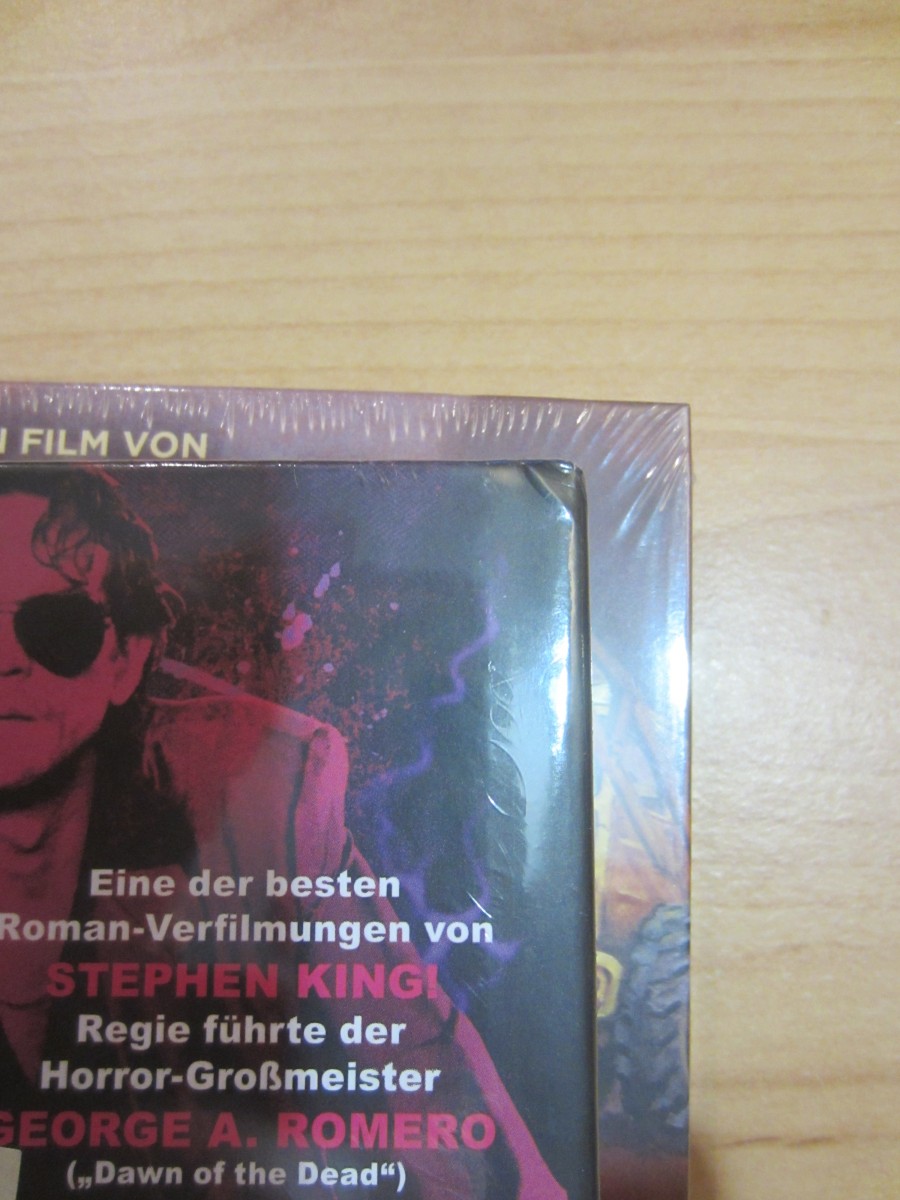 FILM VON
Eine der besten
Roman-Verfilmungen von
STEPHEN KING!
Regie führte der
Horror-Großmeister
GEORGE A. ROMERO
(„Dawn of the Dead“)